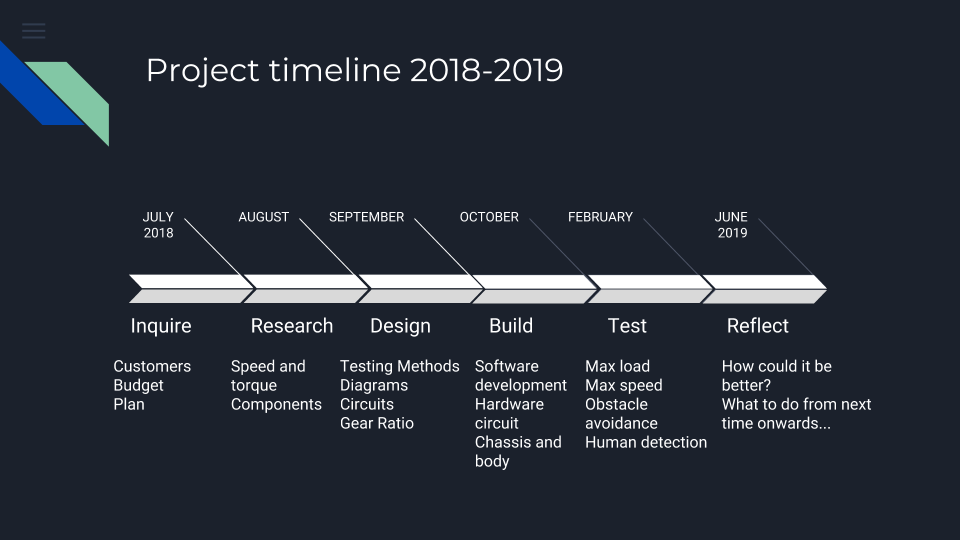 Project timeline 2018-2019
JULY
2018
AUGUST
SEPTEMBER
OCTOBER
FEBRUARY
JUNE
2019
Inquire
Research
Design
Build
Test
Reflect
Customers
Budget
Plan
Speed and
torque
Components
Testing Methods
Diagrams
Circuits
Gear Ratio
Software
development
Hardware
circuit
Chassis and
body
Max load
Max speed
Obstacle
avoidance
Human detection
How could it be
better?
What to do from next
time onwards...